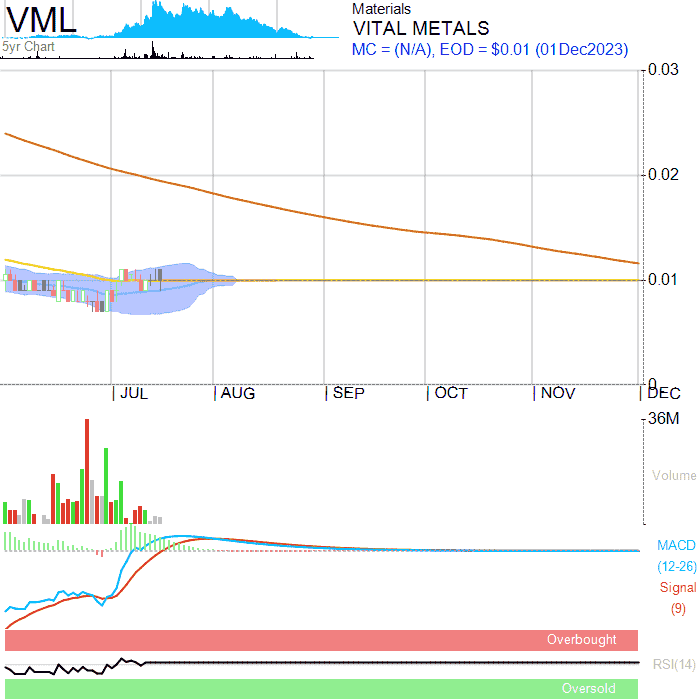 VML
5yr Chart
Materials
VITAL METALS
MC = (N/A), EOD = $0.01 (01Dec2023)
0.03
0.02
0.01
0
JUL AUG SEP OCT NOV DEC
36M
Volume
MACD
(12-26)
Signal
(9)
Overbought
RSI(14)
Oversold